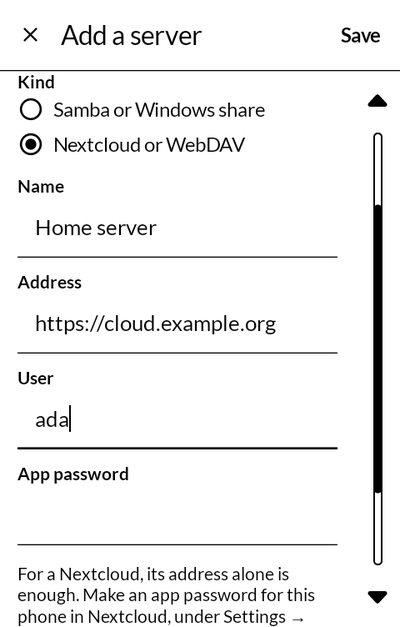 Add a server
Save
Kind
Samba or Windows share
Nextcloud or WebDAV
Name
Home server
Address
https://cloud.example.org
User
ada
App password
For a Nextcloud, its address alone is
enough. Make an app password for this
phone in Nextcloud, under Settings →